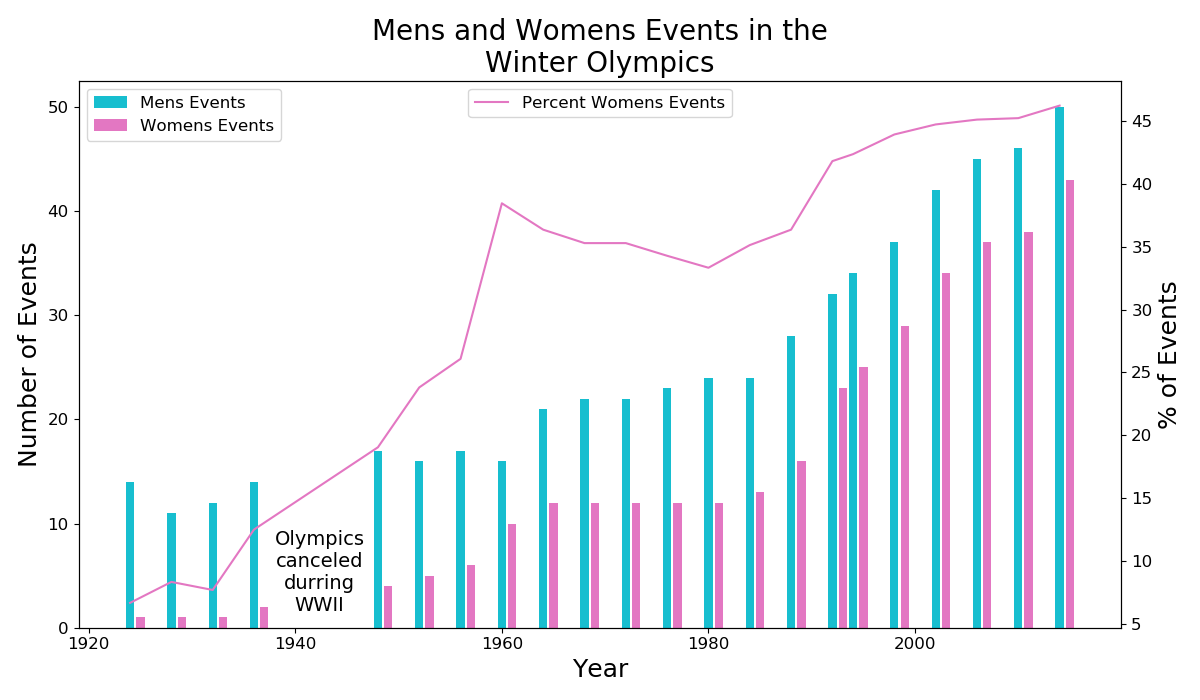 Mens and Womens Events in the
Winter Olympics
Mens Events
Womens Events
Percent Womens Events
50
40
30
20
10
0
Number of Events
45
40
35
30
25
20
15
10
5
% of Events
Olympics
canceled
durring
WWII
1920
1940
1960
1980
2000
Year